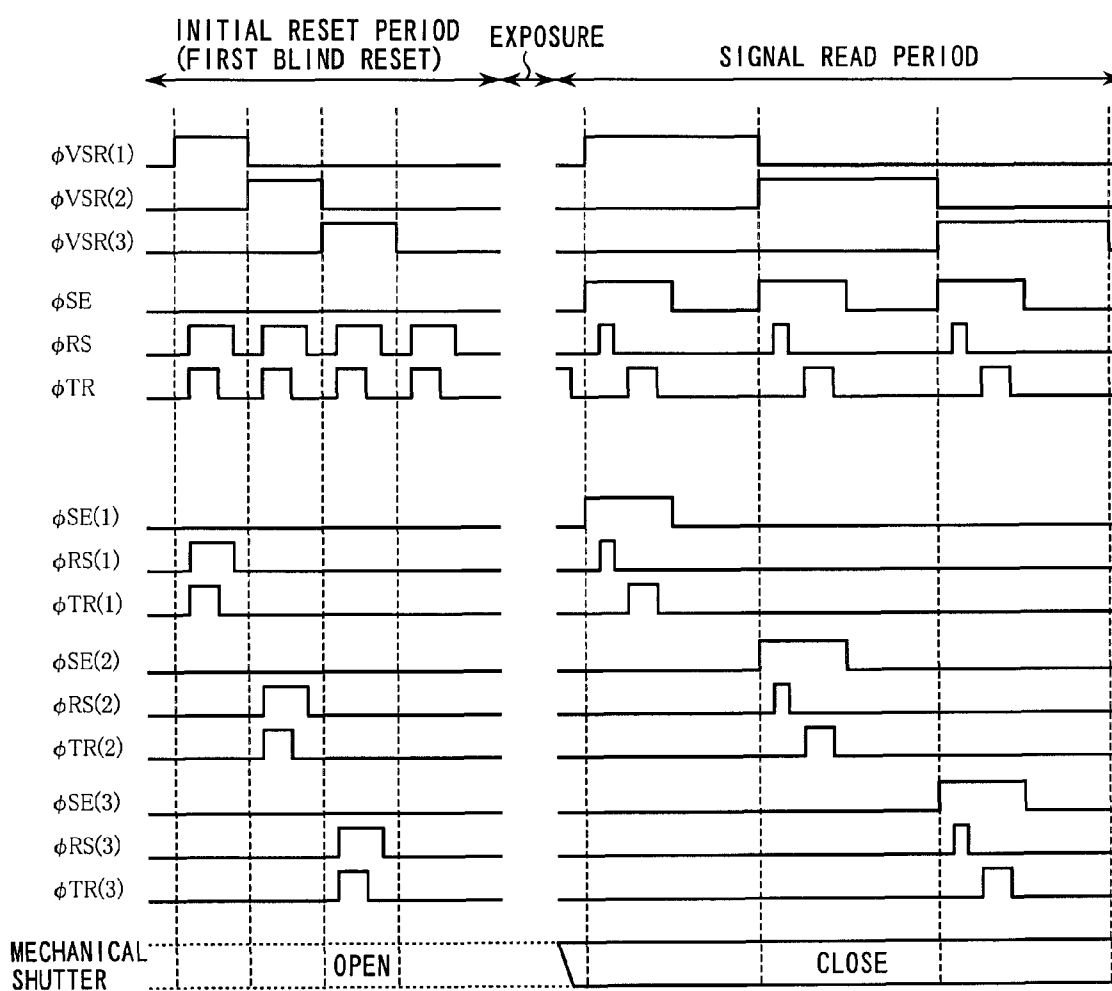 INITIAL RESET PERIOD
(FIRST BLIND RESET)
EXPOSURE
SIGNAL READ PERIOD
φVSR(1)
φVSR(2)
φVSR(3)
φSE
φRS
φTR
φSE(1)
φRS(1)
φTR(1)
φSE(2)
φRS(2)
φTR(2)
φSE(3)
φRS(3)
φTR(3)
MECHANICAL
SHUTTER
OPEN
CLOSE